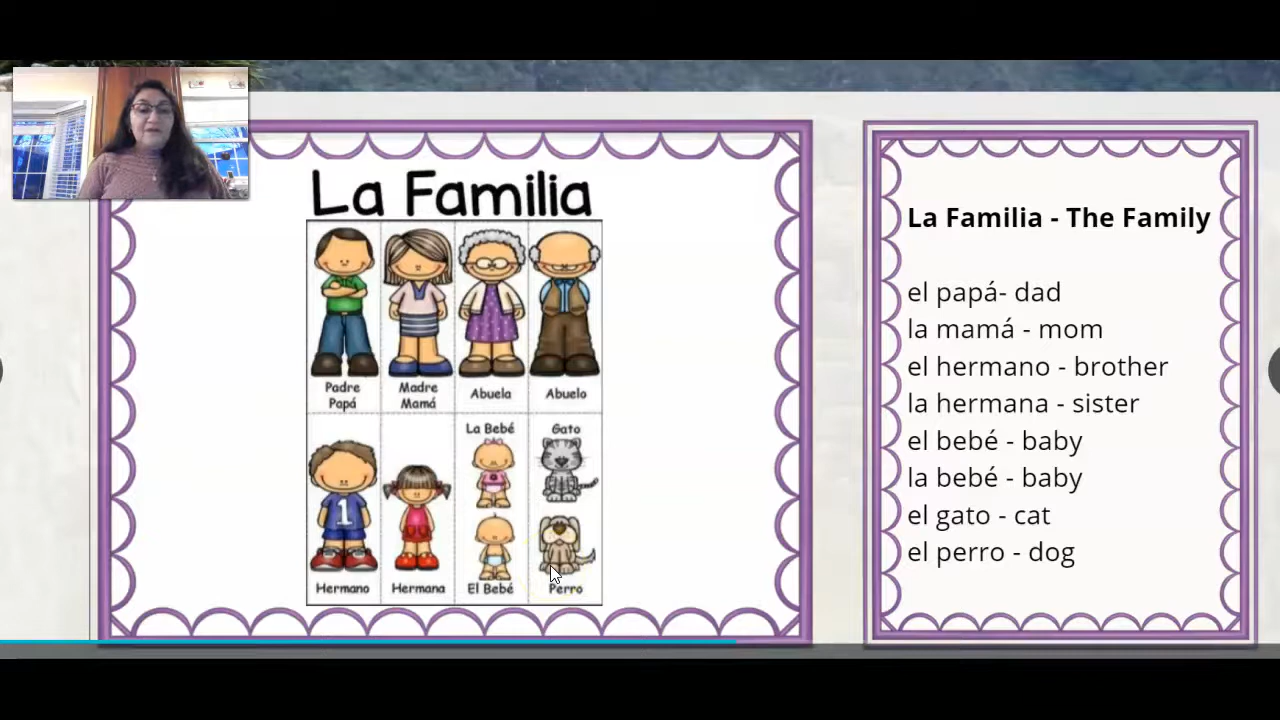 La Familia
Padre
Papá
Madre
Mamá
Abuela
Abuelo
La Bebé
Gato
1
Hermano
Hermana
El Bebé
Perro
La Familia - The Family
el papá- dad
la mamá - mom
el hermano - brother
la hermana - sister
el bebé - baby
la bebé - baby
el gato - cat
el perro - dog